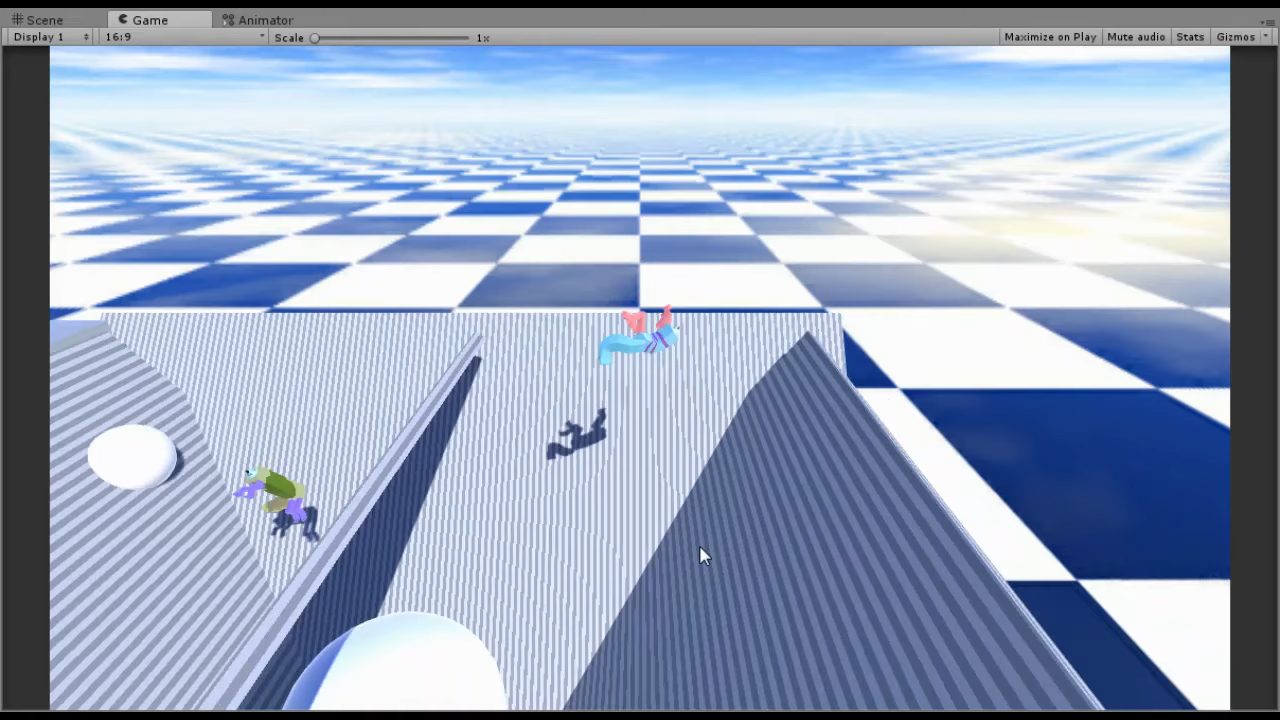 Scene Game Animator
Display 1 16:9 Scale 1x Maximize on Play Mute audio Stats Gizmos